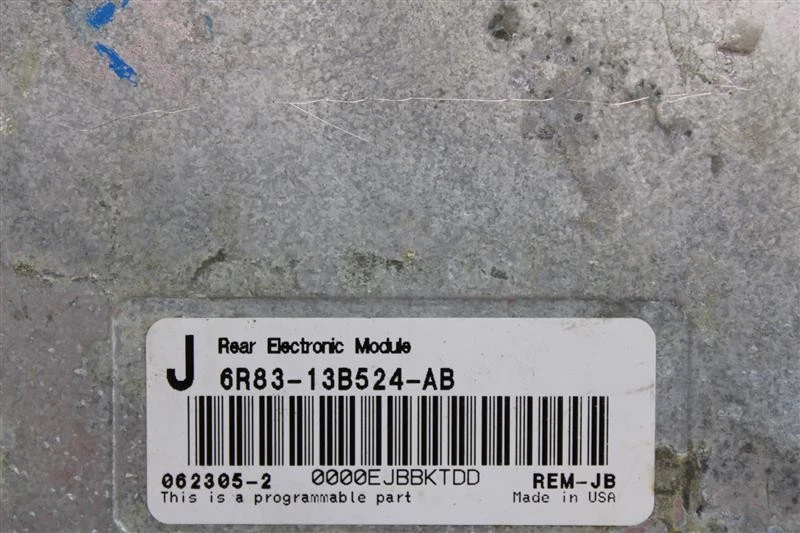 J Rear Electronic Module
6R83-13B524-AB
062305-2 0000EJBBKTDD REM-JB
This is a programmable part Made in USA